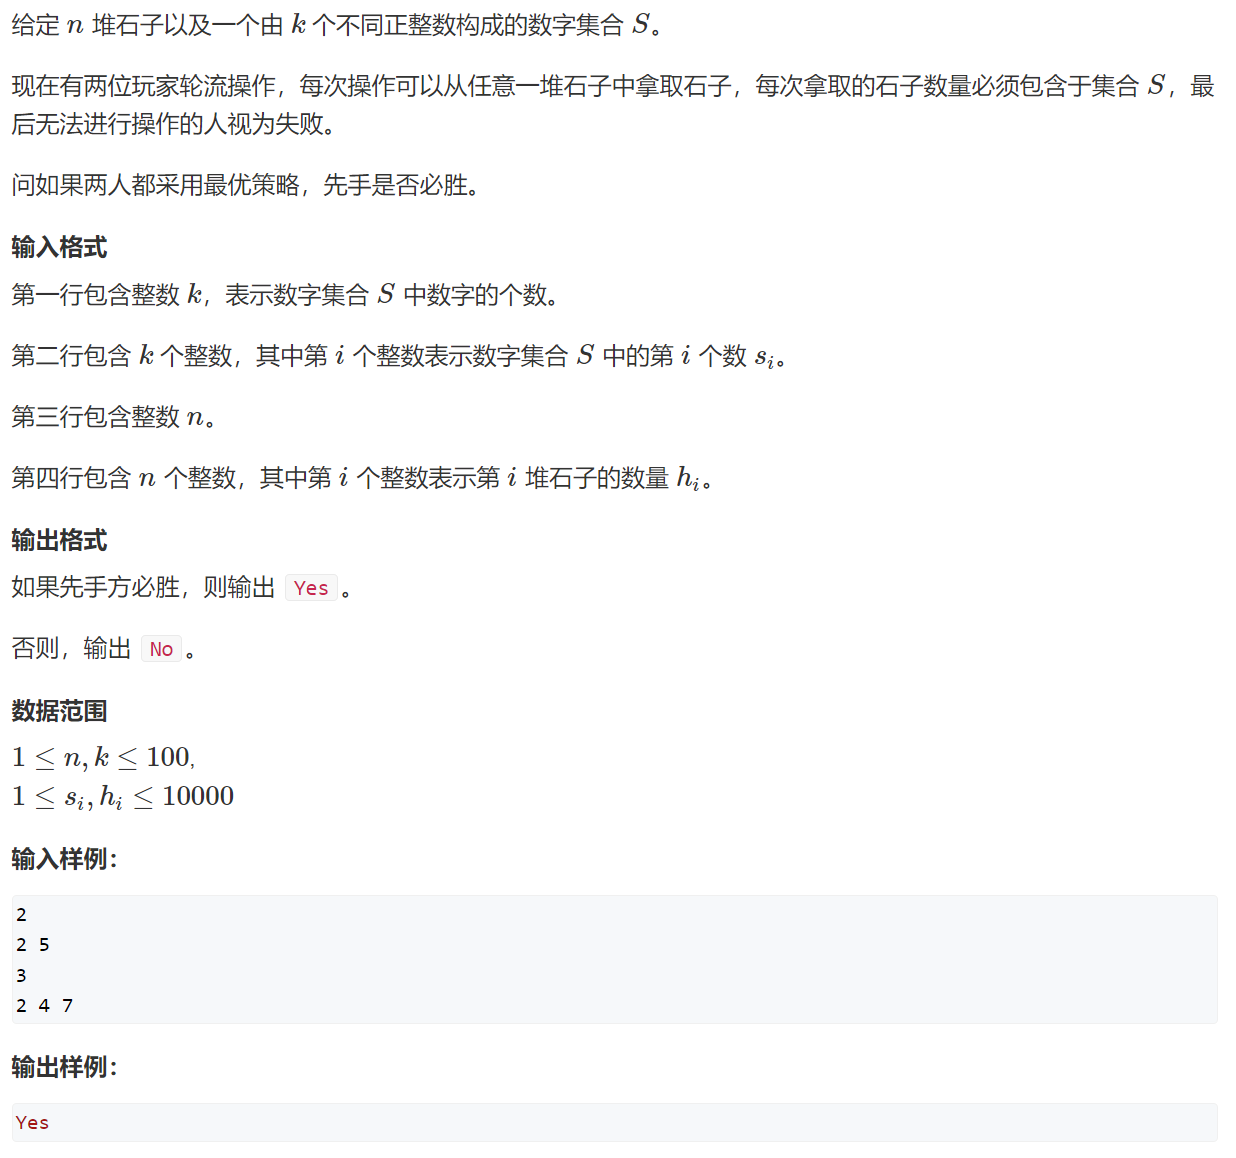 给定 n 堆石子以及一个由 k 个不同正整数构成的数字集合 S。
现在有两位玩家轮流操作，每次操作可以从任意一堆石子中拿取石子，每次拿取的石子数量必须包含于集合 S，最
后无法进行操作的人视为失败。
问如果两人都采用最优策略，先手是否必胜。
输入格式
第一行包含整数 k，表示数字集合 S 中数字的个数。
第二行包含 k 个整数，其中第 i 个整数表示数字集合 S 中的第 i 个数 s_i。
第三行包含整数 n。
第四行包含 n 个整数，其中第 i 个整数表示第 i 堆石子的数量 h_i。
输出格式
如果先手方必胜，则输出 Yes 。
否则，输出 No 。
数据范围
1 ≤ n, k ≤ 100,
1 ≤ s_i, h_i ≤ 10000
输入样例：
2
2 5
3
2 4 7
输出样例：
Yes